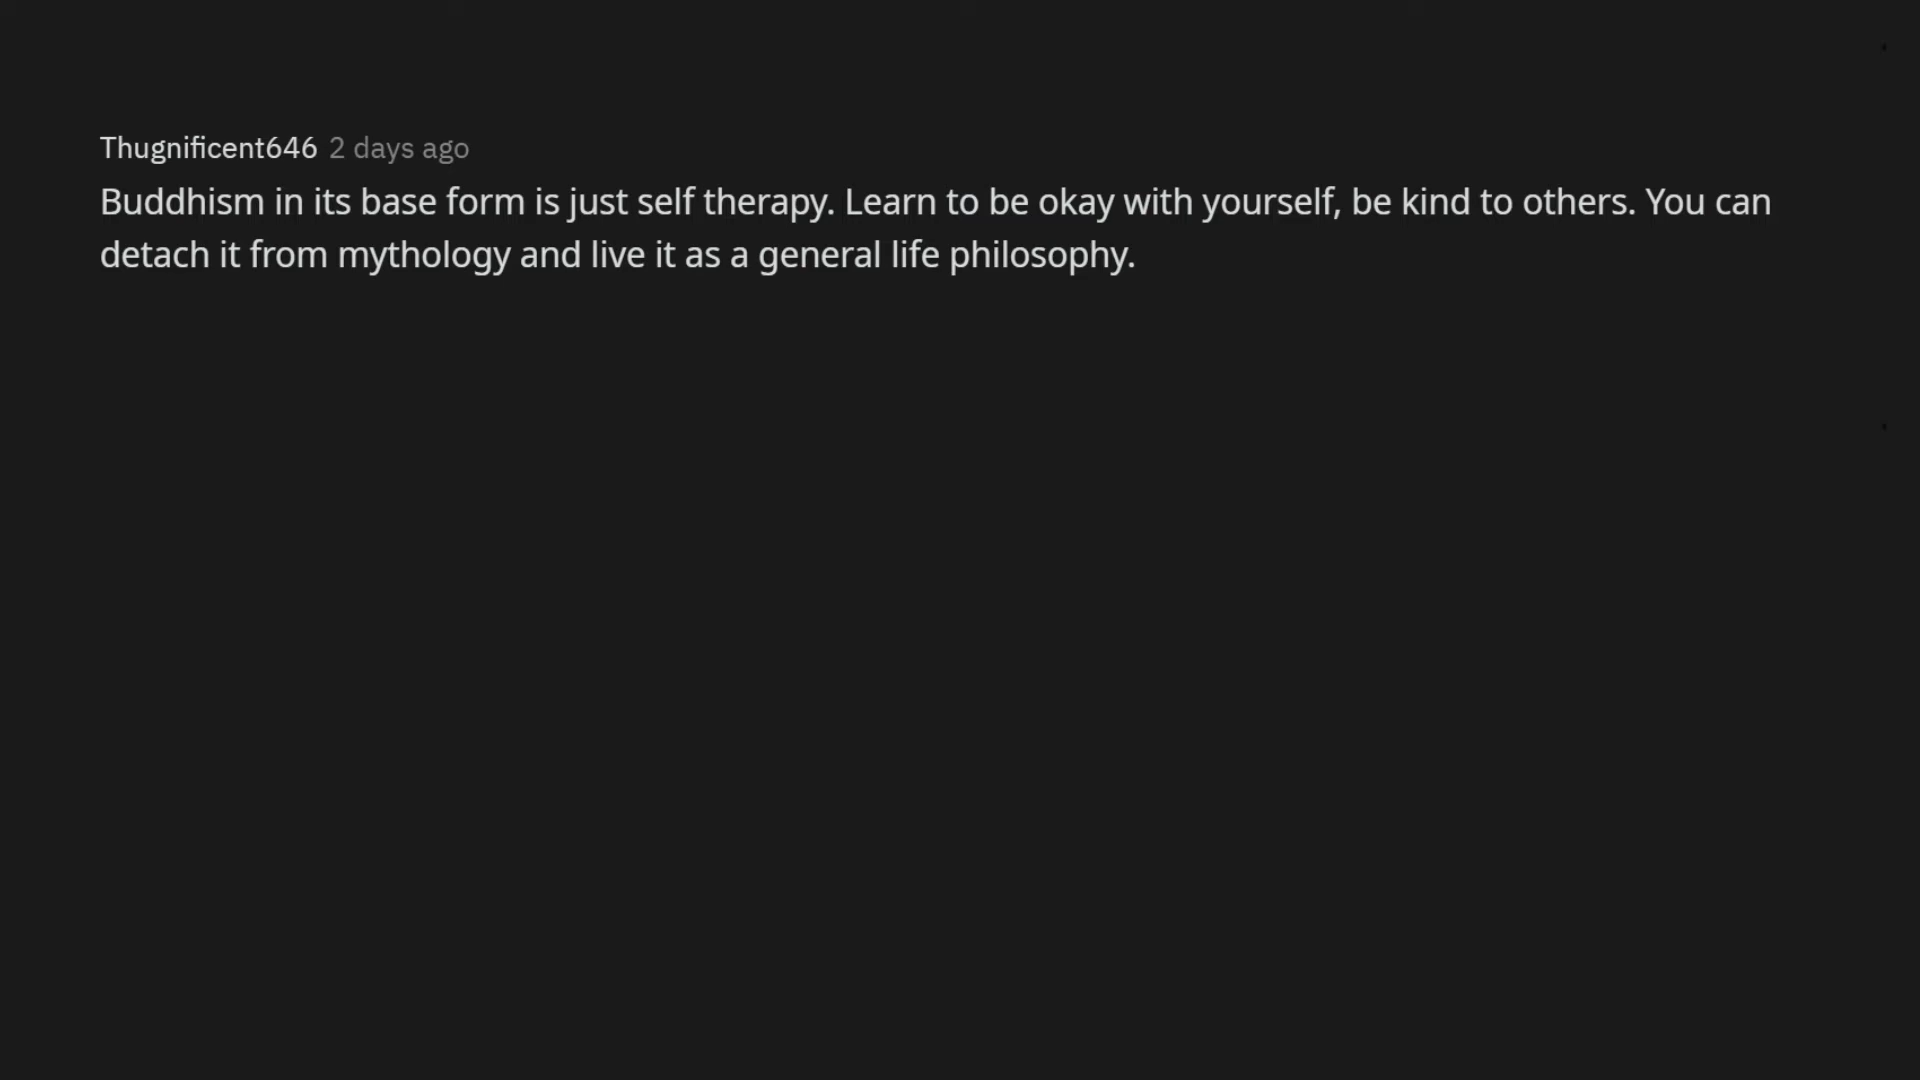 Thugnificent646 2 days ago
Buddhism in its base form is just self therapy. Learn to be okay with yourself, be kind to others. You can
detach it from mythology and live it as a general life philosophy.